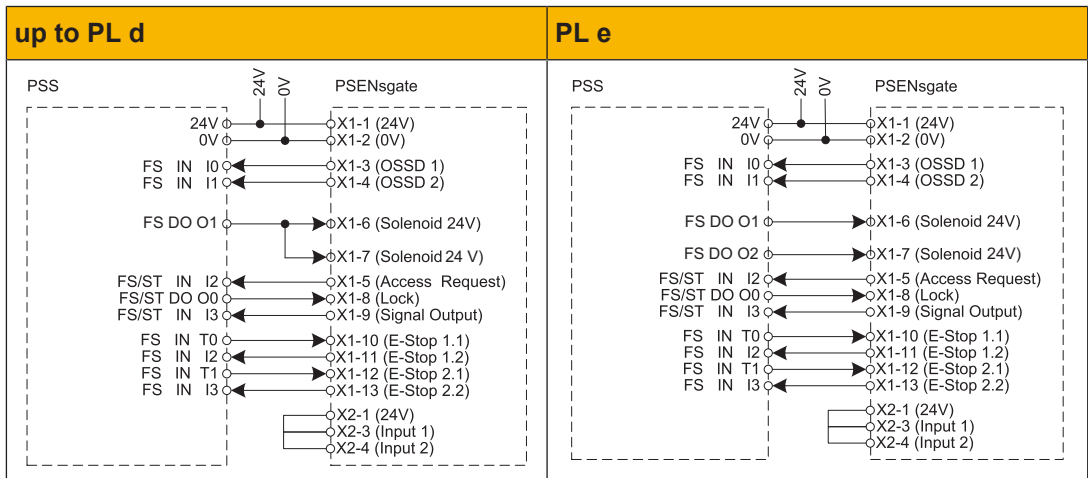 up to PL d
PSS
24V
0V
PSENsgate
24V
X1-1 (24V)
0V
X1-2 (0V)
FS IN I0
X1-3 (OSSD 1)
FS IN I1
X1-4 (OSSD 2)
FS DO O1
X1-6 (Solenoid 24V)
X1-7 (Solenoid 24 V)
FS/ST IN I2
X1-5 (Access Request)
FS/ST DO O0
X1-8 (Lock)
FS/ST IN I3
X1-9 (Signal Output)
FS IN T0
X1-10 (E-Stop 1.1)
FS IN I2
X1-11 (E-Stop 1.2)
FS IN T1
X1-12 (E-Stop 2.1)
FS IN I3
X1-13 (E-Stop 2.2)
X2-1 (24V)
X2-3 (Input 1)
X2-4 (Input 2)
PL e
PSS
24V
0V
PSENsgate
24V
X1-1 (24V)
0V
X1-2 (0V)
FS IN I0
X1-3 (OSSD 1)
FS IN I1
X1-4 (OSSD 2)
FS DO O1
X1-6 (Solenoid 24V)
FS DO O2
X1-7 (Solenoid 24V)
FS/ST IN I2
X1-5 (Access Request)
FS/ST DO O0
X1-8 (Lock)
FS/ST IN I3
X1-9 (Signal Output)
FS IN T0
X1-10 (E-Stop 1.1)
FS IN I2
X1-11 (E-Stop 1.2)
FS IN T1
X1-12 (E-Stop 2.1)
FS IN I3
X1-13 (E-Stop 2.2)
X2-1 (24V)
X2-3 (Input 1)
X2-4 (Input 2)